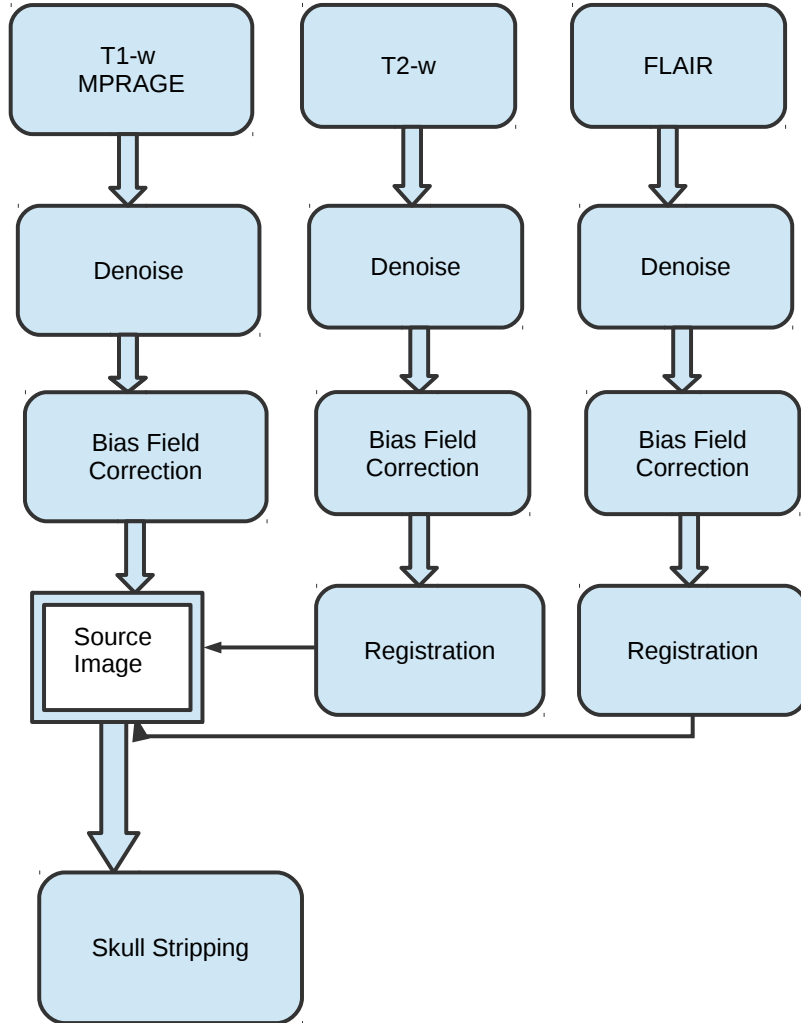 T1-w
MPRAGE
T2-w
FLAIR
Denoise
Denoise
Denoise
Bias Field
Correction
Bias Field
Correction
Bias Field
Correction
Source
Image
Registration
Registration
Skull Stripping